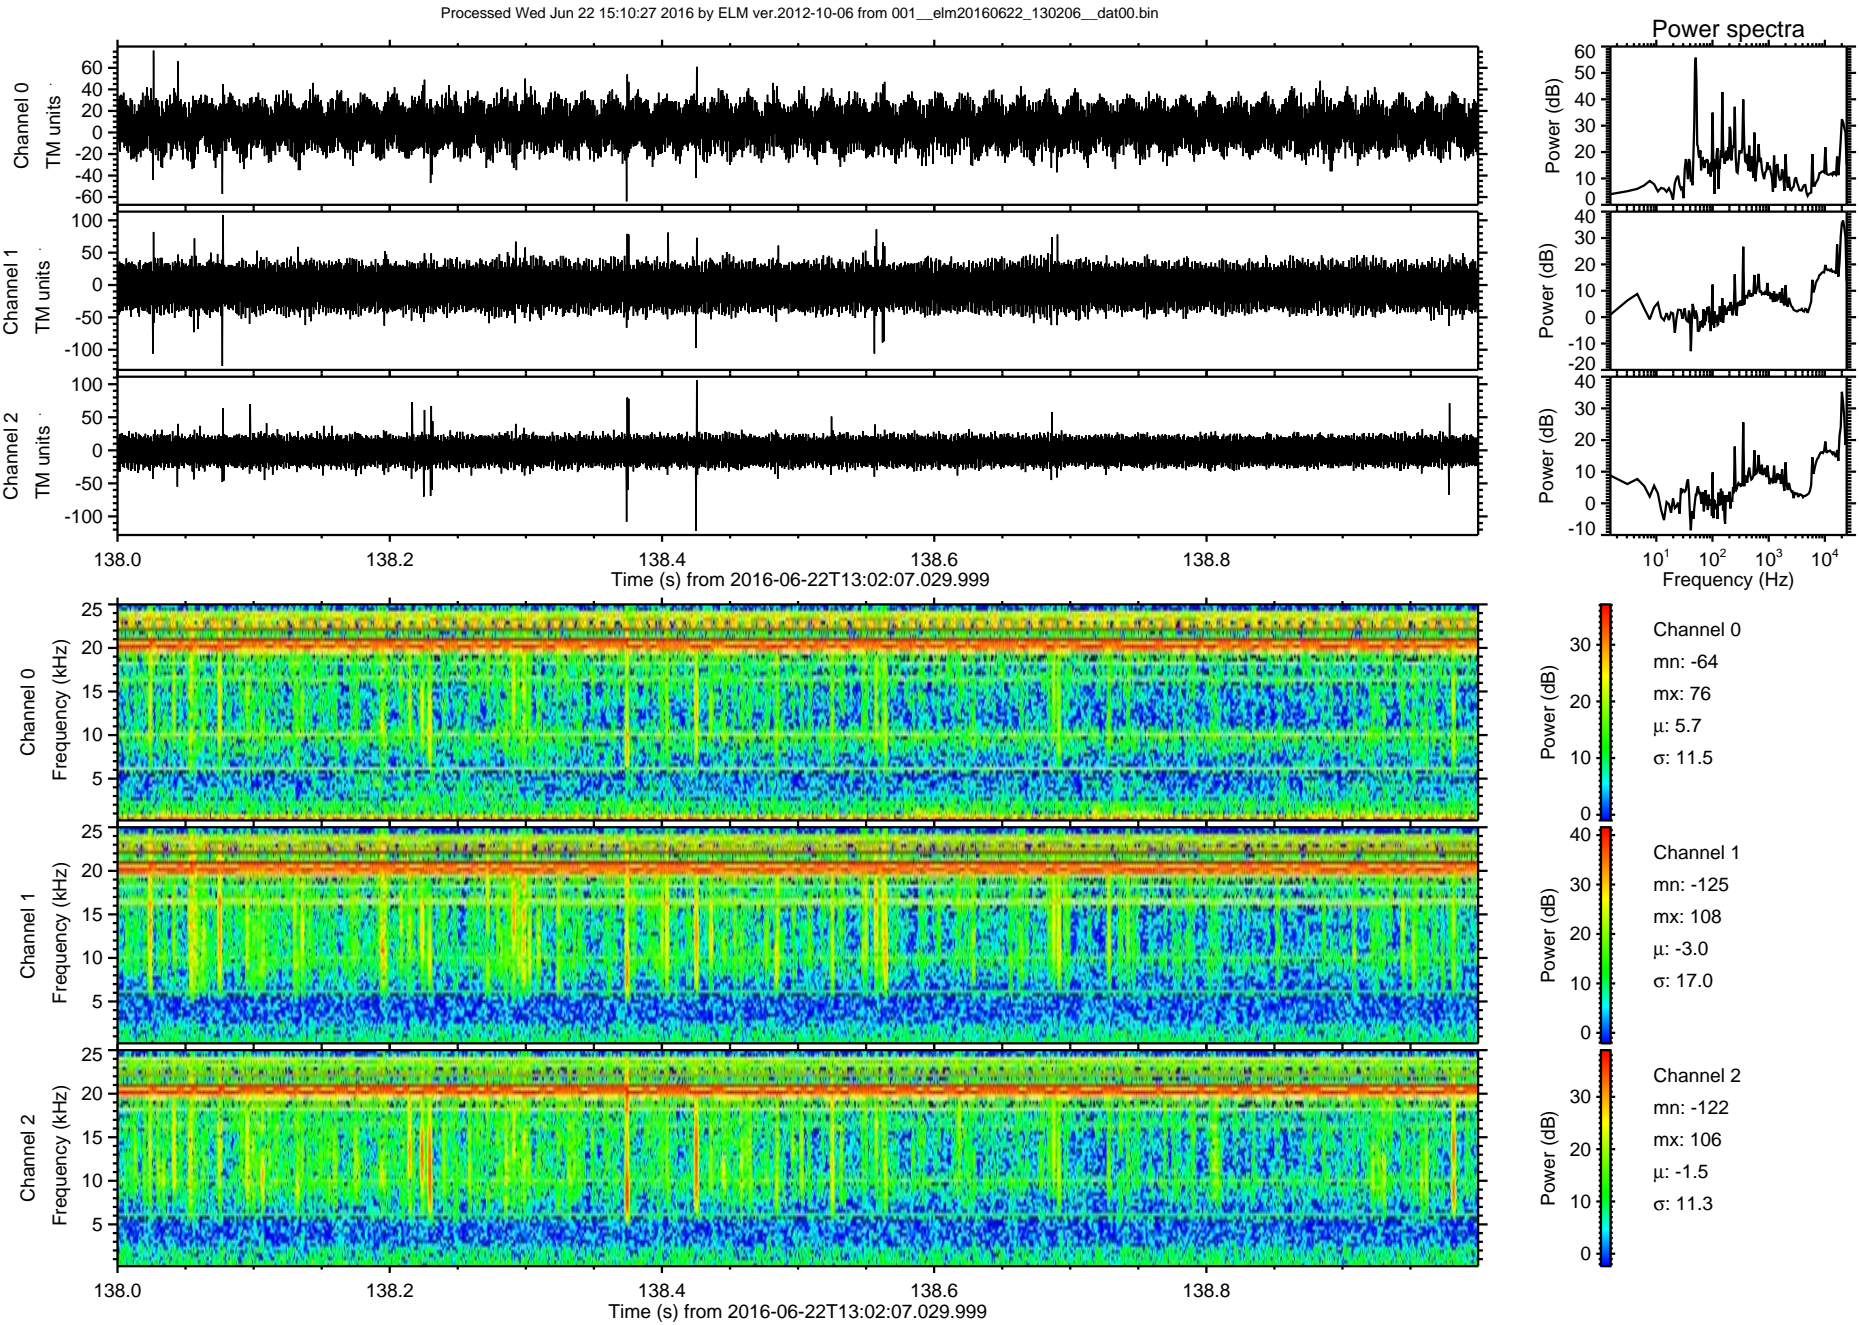 Processed Wed Jun 22 15:10:27 2016 by ELM ver.2012-10-06 from 001__elm20160622_130206__dat00.bin
Power spectra
Channel 0
TM units
60
40
20
0
-20
-40
-60
Power (dB)
60
50
40
30
20
10
0
Channel 1
TM units
100
50
0
-50
-100
Power (dB)
40
30
20
10
0
-10
-20
Channel 2
TM units
100
50
0
-50
-100
Power (dB)
40
30
20
10
0
-10
138.0 138.2 138.4 138.6 138.8
Time (s) from 2016-06-22T13:02:07.029.999
10^1 10^2 10^3 10^4
Frequency (Hz)
Channel 0
Frequency (kHz)
25
20
15
10
5
Power (dB)
30
20
10
0
Channel 0
mn: -64
mx: 76
µ: 5.7
σ: 11.5
Channel 1
Frequency (kHz)
25
20
15
10
5
Power (dB)
40
30
20
10
0
Channel 1
mn: -125
mx: 108
µ: -3.0
σ: 17.0
Channel 2
Frequency (kHz)
25
20
15
10
5
Power (dB)
30
20
10
0
Channel 2
mn: -122
mx: 106
µ: -1.5
σ: 11.3
138.0 138.2 138.4 138.6 138.8
Time (s) from 2016-06-22T13:02:07.029.999